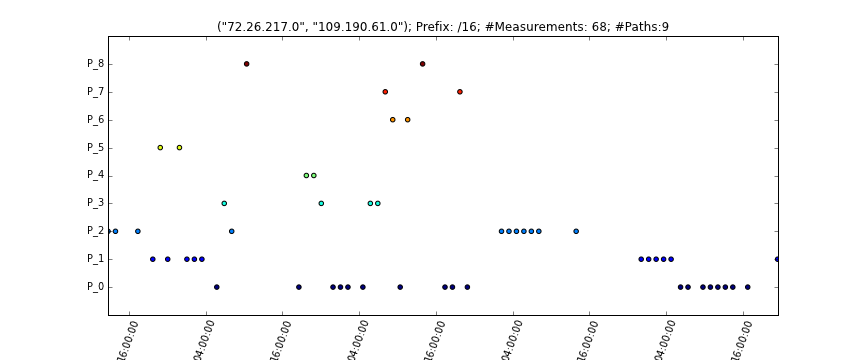 ("72.26.217.0", "109.190.61.0"); Prefix: /16; #Measurements: 68; #Paths:9
P_8
P_7
P_6
P_5
P_4
P_3
P_2
P_1
P_0
16:00:00
04:00:00
16:00:00
04:00:00
16:00:00
04:00:00
16:00:00
04:00:00
16:00:00